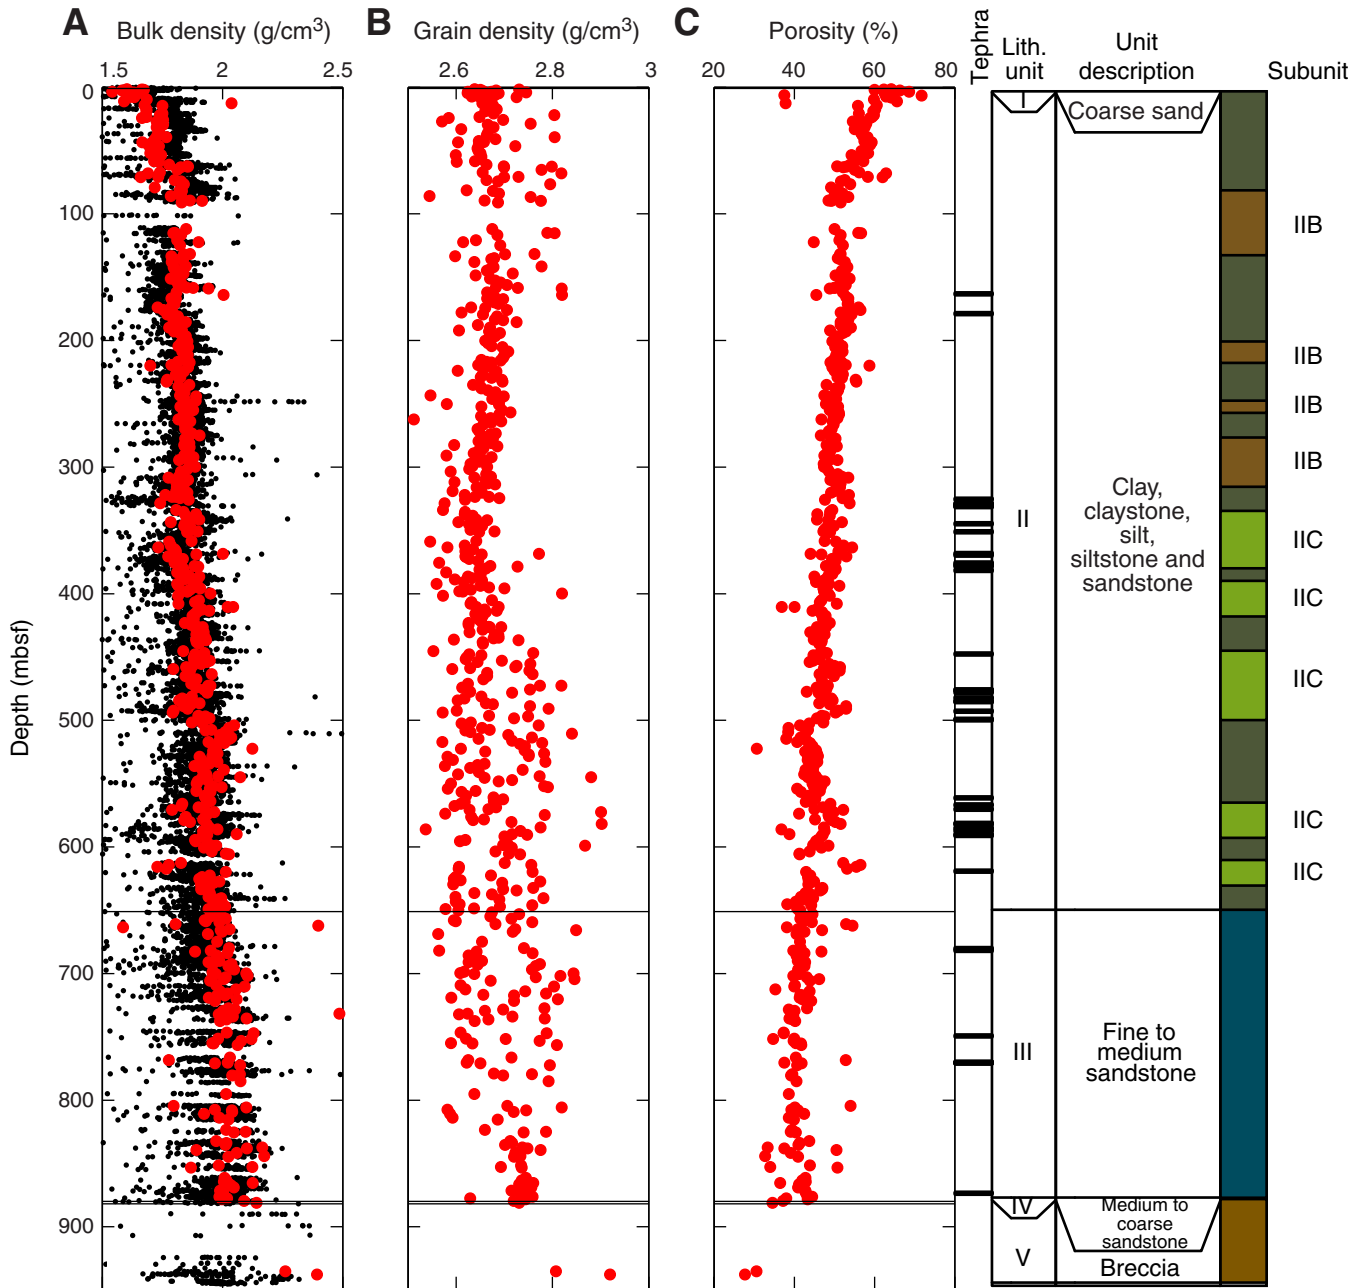 A Bulk density (g/cm3) B Grain density (g/cm3) C Porosity (%) Tephra Lith. unit Unit description Subunit
1.5 2 2.5 2.6 2.8 3 20 40 60 80
Depth (mbsf)
0
100
200
300
400
500
600
700
800
900
I
II
III
IV
V
Coarse sand
Clay,
claystone,
silt,
siltstone and
sandstone
Fine to
medium
sandstone
Medium to
coarse
sandstone
Breccia
IIB
IIB
IIB
IIB
IIC
IIC
IIC
IIC
IIC